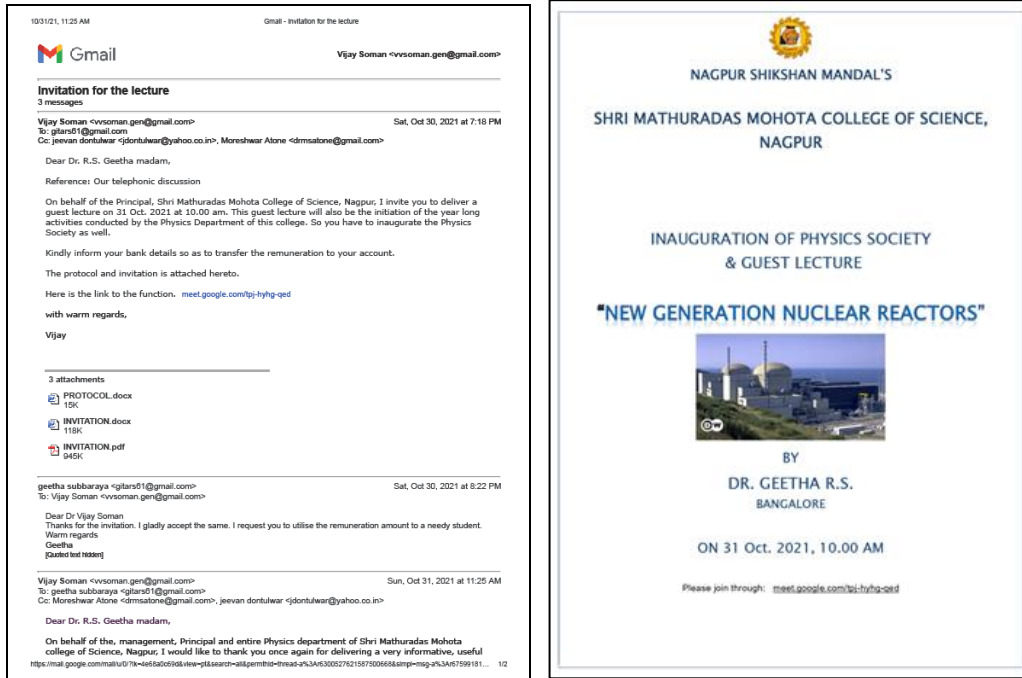 10/31/21, 11:25 AM
Gmail - Invitation for the lecture
Gmail
Vijay Soman <vvsoman.gen@gmail.com>
Invitation for the lecture
3 messages
Vijay Soman <vvsoman.gen@gmail.com>
Sat, Oct 30, 2021 at 7:18 PM
To: gitars61@gmail.com
Cc: jeevan dontulwar <jdontulwar@yahoo.co.in>, Moreshwar Atone <drmsatone@gmail.com>
Dear Dr. R.S. Geetha madam,
Reference: Our telephonic discussion
On behalf of the Principal, Shri Mathuradas Mohota College of Science, Nagpur, I invite you to deliver a
guest lecture on 31 Oct. 2021 at 10.00 am. This guest lecture will also be the initiation of the year long
activities conducted by the Physics Department of this college. So you have to inaugurate the Physics
Society as well.
Kindly inform your bank details so as to transfer the remuneration to your account.
The protocol and invitation is attached hereto.
Here is the link to the function. meet.google.com/tpj-hyhg-qed
with warm regards,
Vijay
3 attachments
PROTOCOL.docx
15K
INVITATION.docx
118K
INVITATION.pdf
945K
geetha subbaraya <gitars61@gmail.com>
Sat, Oct 30, 2021 at 8:22 PM
To: Vijay Soman <vvsoman.gen@gmail.com>
Dear Dr Vijay Soman
Thanks for the invitation. I gladly accept the same. I request you to utilise the remuneration amount to a needy student.
Warm regards
Geetha
[Quoted text hidden]
Vijay Soman <vvsoman.gen@gmail.com>
Sun, Oct 31, 2021 at 11:25 AM
To: geetha subbaraya <gitars61@gmail.com>
Cc: Moreshwar Atone <drmsatone@gmail.com>, jeevan dontulwar <jdontulwar@yahoo.co.in>
Dear Dr. R.S. Geetha madam,
On behalf of the, management, Principal and entire Physics department of Shri Mathuradas Mohota
college of Science, Nagpur, I would like to thank you once again for delivering a very informative, useful
1/2
NAGPUR SHIKSHAN MANDAL'S
SHRI MATHURADAS MOHOTA COLLEGE OF SCIENCE,
NAGPUR
INAUGURATION OF PHYSICS SOCIETY
& GUEST LECTURE
"NEW GENERATION NUCLEAR REACTORS"
DW
BY
DR. GEETHA R.S.
BANGALORE
ON 31 Oct. 2021, 10.00 AM
Please join through: meet.google.com/tpj-hyhg-qed